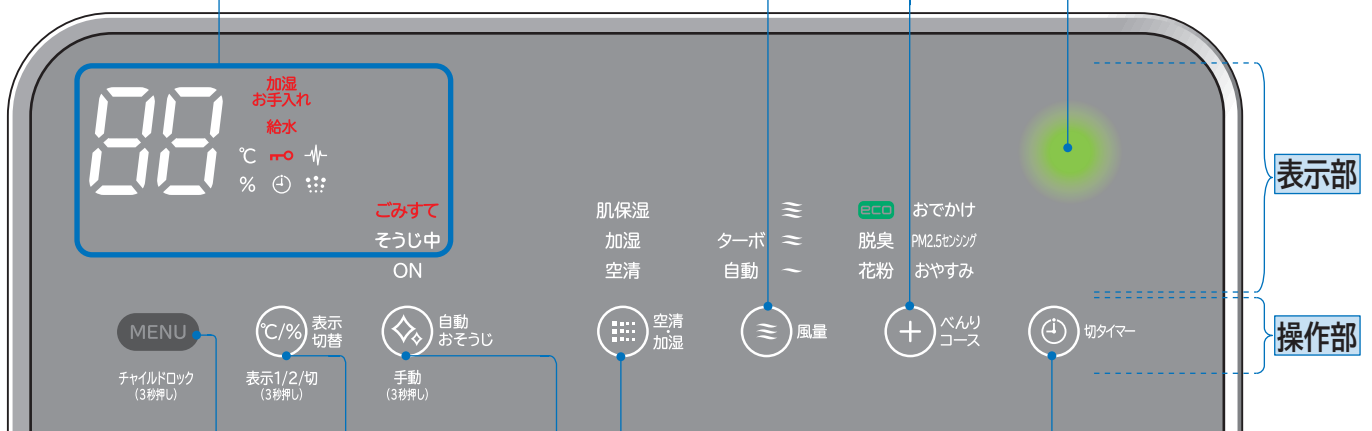 88
加湿
お手入れ
給水
℃
%
ごみすて
そうじ中
ON
肌保湿
加湿
空清
ターボ
自動
eco おでかけ
脱臭 PM2.5センシング
花粉 おやすみ
表示部
MENU
チャイルドロック
(3秒押し)
℃/% 表示
切替
表示1/2/切
(3秒押し)
自動
おそうじ
手動
(3秒押し)
空清
・
加湿
風量
べんり
コース
切タイマー
操作部